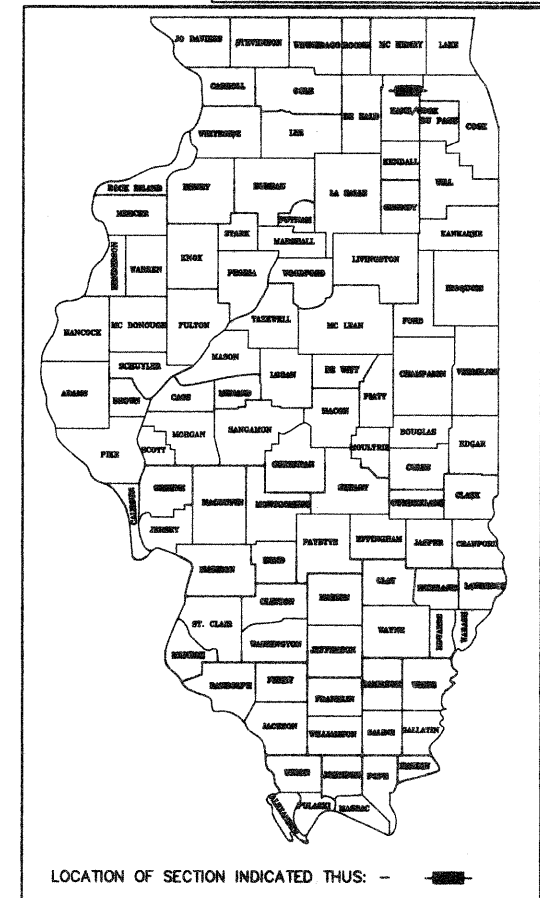 JO DAVIESS STEVENSON WINNEBAGO BOONE MC HENRY LAKE
CARROLL OGLE DE KALB KANE/COOK DU PAGE COOK
WHITESIDE LEE
KENDALL WILL
ROCK ISLAND HENRY BUREAU LA SALLE GRUNDY
MERCER PUTNAM KANKAKEE
STARK MARSHALL
HENDERSON WARREN KNOX PEORIA WOODFORD LIVINGSTON IROQUOIS
HANCOCK MC DONOUGH FULTON TAZEWELL MC LEAN FORD
SCHUYLER MASON LOGAN DE WITT CHAMPAIGN VERMILION
ADAMS BROWN CASS MENARD MACON PIATT
PIKE SCOTT MORGAN SANGAMON MOULTRIE DOUGLAS EDGAR
CALHOUN GREENE MACOUPIN MONTGOMERY SHELBY COLES
CUMBERLAND CLARK
JERSEY FAYETTE EFFINGHAM JASPER CRAWFORD
BOND CLAY
CLINTON MARION RICHLAND LAWRENCE
ST. CLAIR WASHINGTON JEFFERSON WAYNE EDWARDS WABASH
MONROE
RANDOLPH PERRY FRANKLIN HAMILTON WHITE
JACKSON WILLIAMSON SALINE GALLATIN
UNION JOHNSON POPE HARDIN
ALEXANDER PULASKI MASSAC
LOCATION OF SECTION INDICATED THUS: -